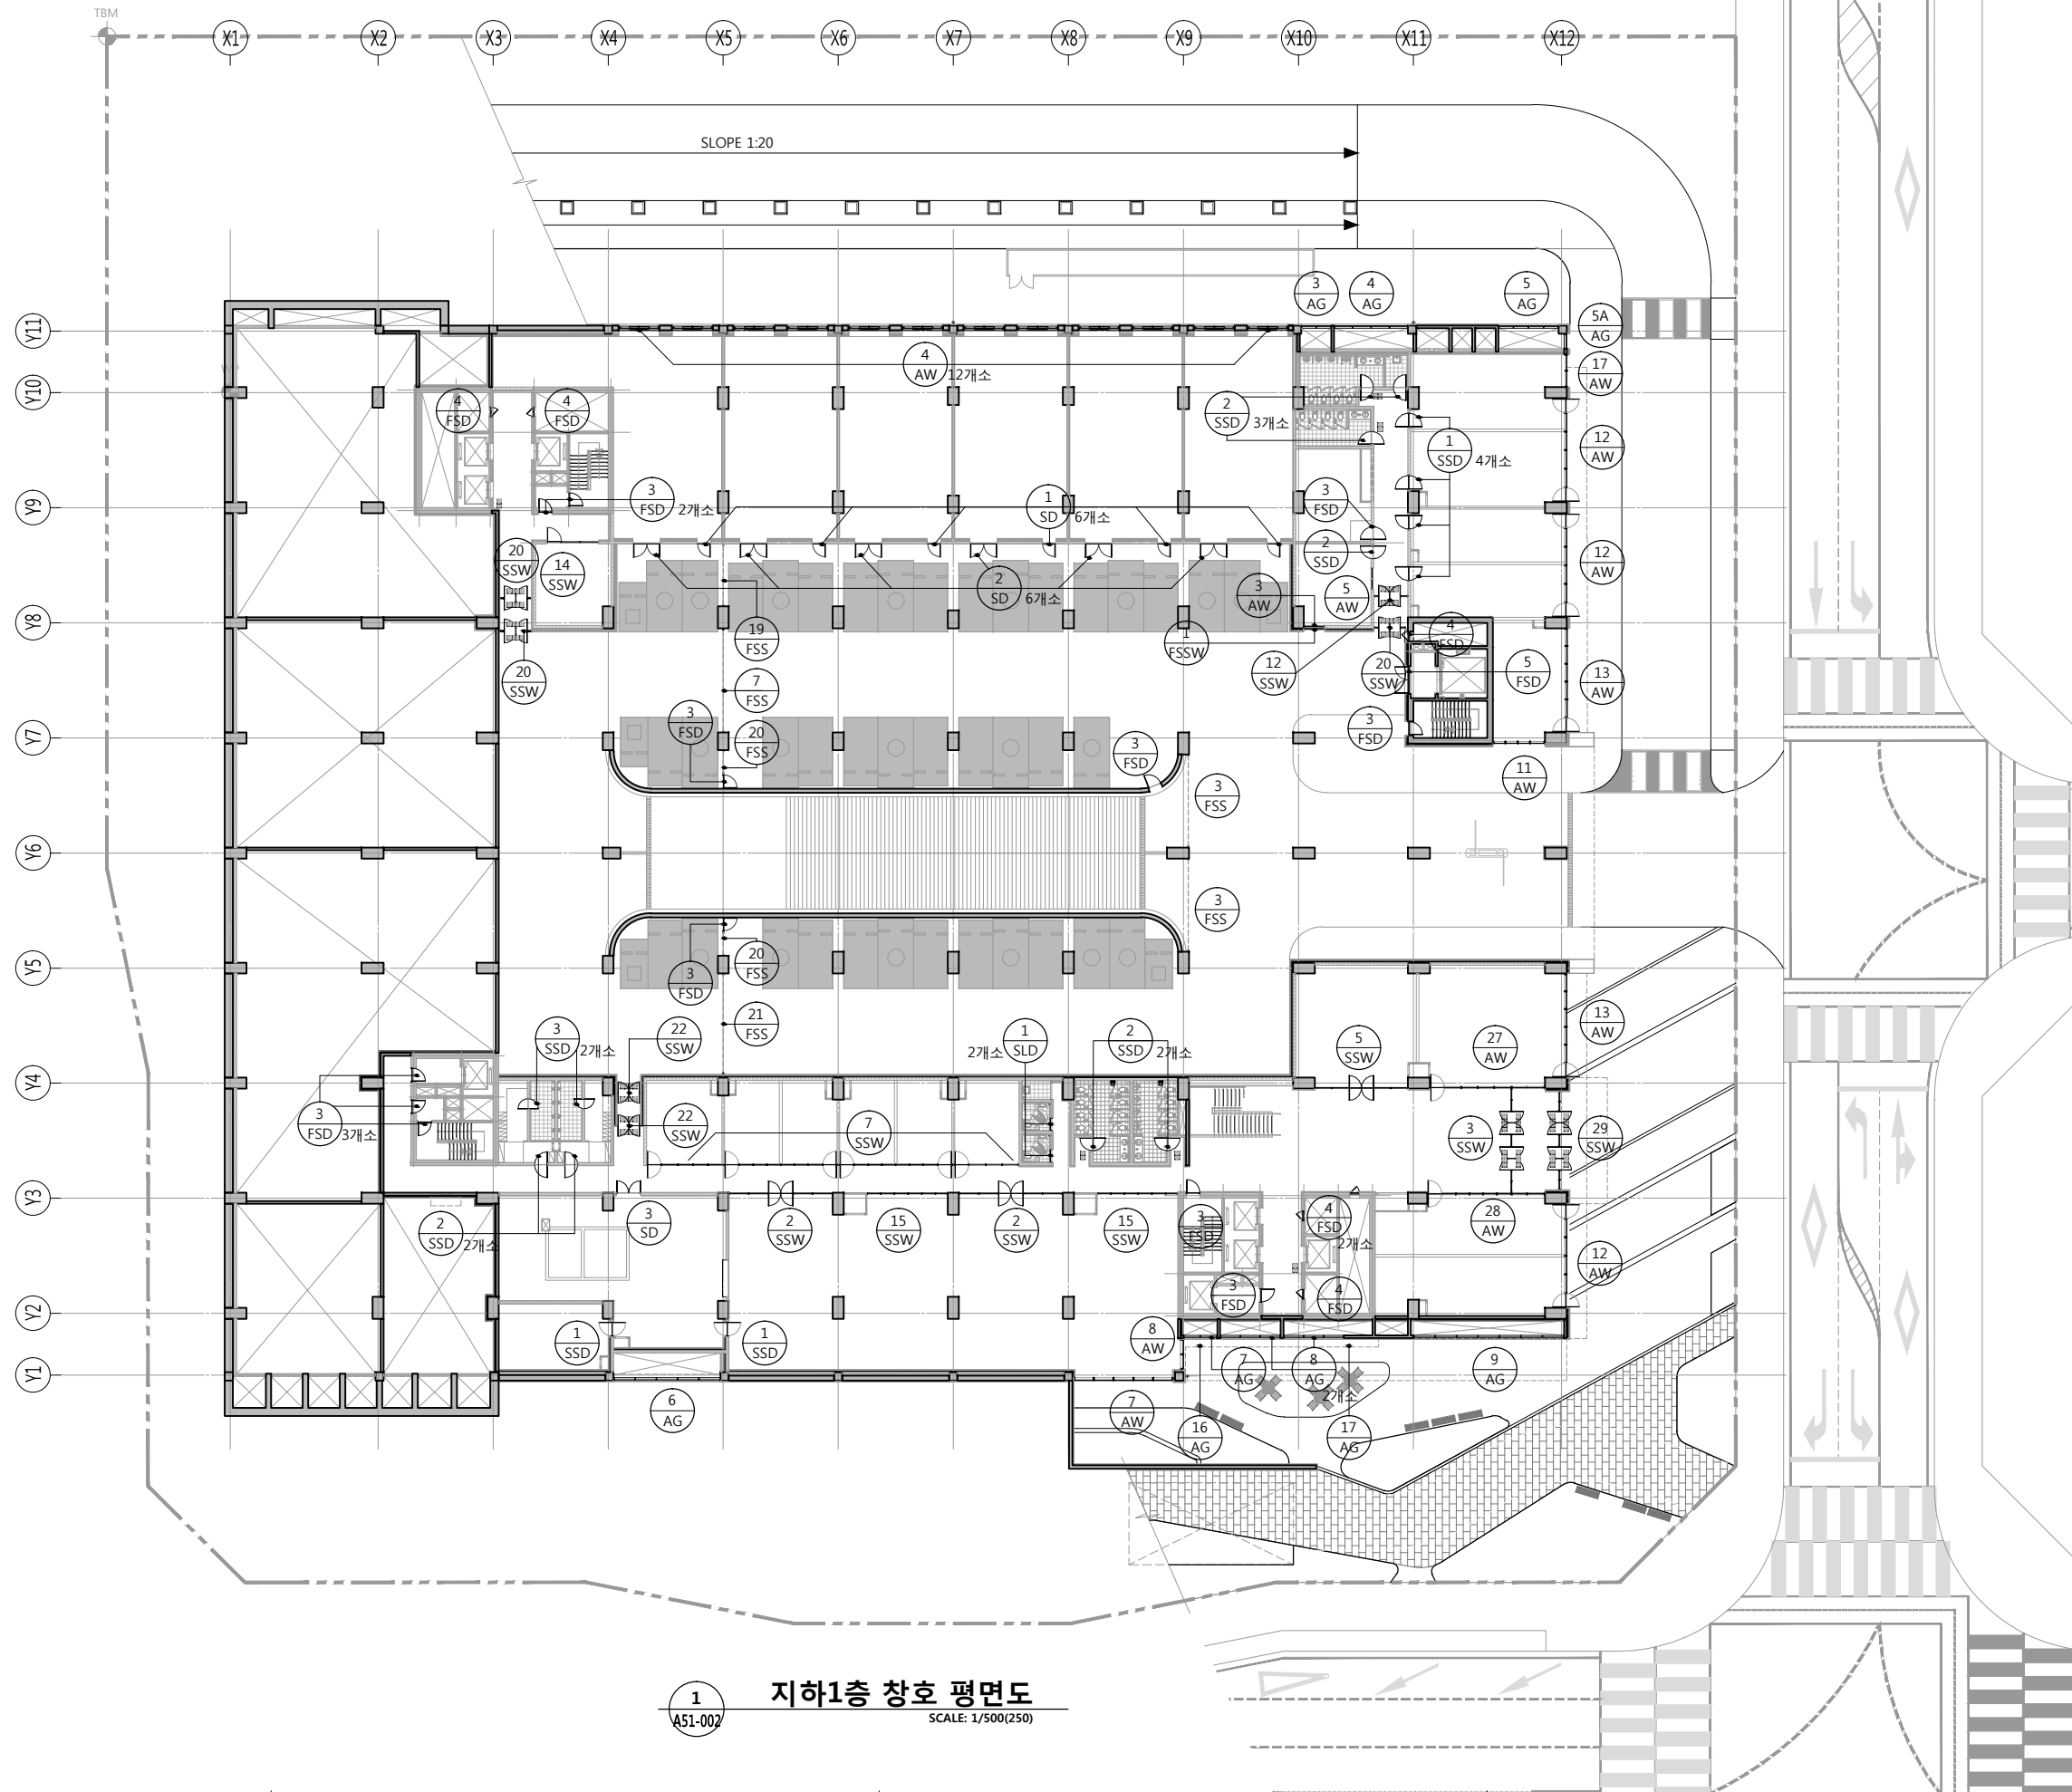 TBM
X1 X2 X3 X4 X5 X6 X7 X8 X9 X10 X11 X12
SLOPE 1:20
3
AG
4
AG
5
AG
Y11
5A
AG
4
AW 12개소
17
AW
Y10
4
FSD
4
FSD
2
SSD 3개소
1
SSD 4개소
12
AW
Y9
3
FSD 2개소
1
SD 6개소
3
FSD
20
SSW
14
SSW
2
SSD
12
AW
2
SD 6개소
3
AW
5
AW
Y8
19
FSS
1
FSSW
4
FSD
20
SSW
12
SSW
20
SSW
5
FSD
13
AW
7
FSS
Y7
3
FSD
20
FSS
3
FSD
3
FSD
11
AW
3
FSS
Y6
3
FSS
Y5
3
FSD
20
FSS
21
FSS
13
AW
3
SSD 2개소
22
SSW
2개소
1
SLD
2
SSD 2개소
5
SSW
27
AW
Y4
3
FSD 3개소
22
SSW
7
SSW
3
SSW
29
SSW
Y3
2
SSD 2개소
3
SD
2
SSW
15
SSW
2
SSW
15
SSW
3
FSD
4
FSD
2개소
28
AW
12
AW
3
FSD
4
FSD
Y2
1
SSD
1
SSD
8
AW
Y1
7
AG
8
AG
2개소
9
AG
6
AG
7
AW
16
AG
17
AG
1
A51-002
지하1층 창호 평면도
SCALE: 1/500(250)